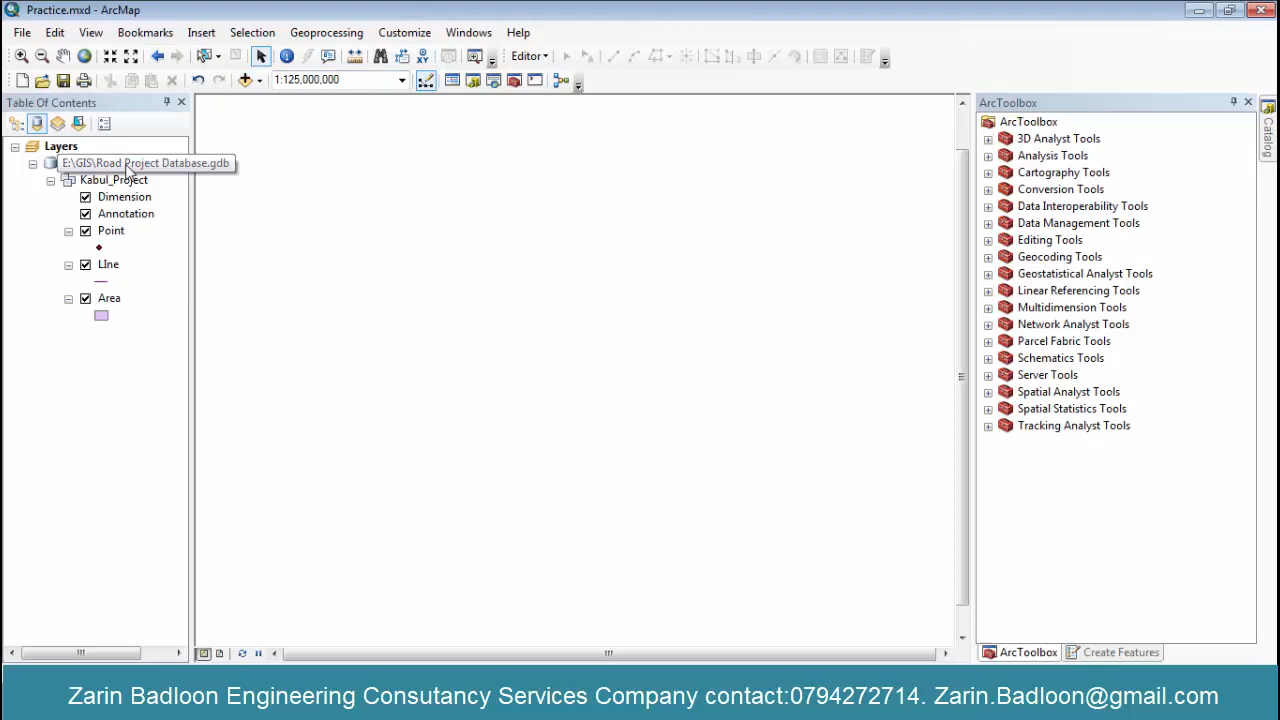 Practice.mxd - ArcMap
File Edit View Bookmarks Insert Selection Geoprocessing Customize Windows Help
Editor
1:125,000,000
Table Of Contents
Layers
E:\GIS\Road Project Database.gdb
Kabul_Project
Dimension
Annotation
Point
LIne
Area
ArcToolbox
ArcToolbox
3D Analyst Tools
Analysis Tools
Cartography Tools
Conversion Tools
Data Interoperability Tools
Data Management Tools
Editing Tools
Geocoding Tools
Geostatistical Analyst Tools
Linear Referencing Tools
Multidimension Tools
Network Analyst Tools
Parcel Fabric Tools
Schematics Tools
Server Tools
Spatial Analyst Tools
Spatial Statistics Tools
Tracking Analyst Tools
ArcToolbox Create Features
Catalog
Zarin Badloon Engineering Consutancy Services Company contact:0794272714. Zarin.Badloon@gmail.com